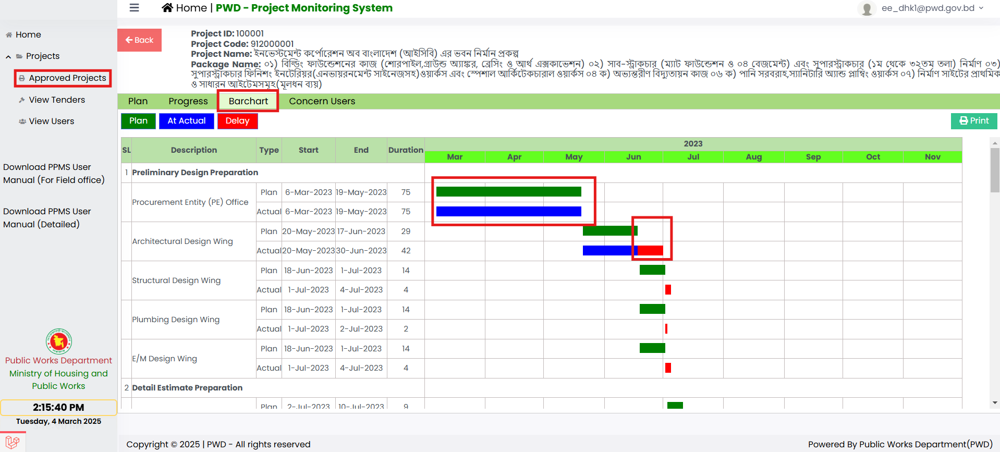 Home | PWD - Project Monitoring System
ee_dhk1@pwd.gov.bd
Home
Projects
Approved Projects
View Tenders
View Users
Download PPMS User
Manual (For Field office)
Download PPMS User
Manual (Detailed)
Public Works Department
Ministry of Housing and
Public Works
2:15:40 PM
Tuesday, 4 March 2025
Back
Project ID: 100001
Project Code: 912000001
Project Name: ইনভেস্টমেন্ট কর্পোরেশন অব বাংলাদেশ (আইসিবি) এর ভবন নির্মান প্রকল্প
Package Name: ০১) বিল্ডিং ফাউন্ডেশনের কাজ (শোরপাইল,গ্রাউন্ড অ্যাঙ্কর, ব্রেসিং ও আর্থ এক্সকাভেশন) ০২) সাব-স্ট্রাকচার (ম্যাট ফাউন্ডেশন ও ০৪ বেজমেন্ট) এবং সুপারস্ট্রাকচার (১ম থেকে ৩২তম তলা) নির্মাণ ০৩)
সুপারস্ট্রাকচার ফিনিশিং ইনটেরিয়র(এনভায়রনমেন্ট সাইনেজসহ)ওয়ার্কস এবং স্পেশাল আর্কিটেকচারাল ওয়ার্কস ০৪ ক) অভ্যন্তরীণ বিদ্যুতায়ন কাজ ০৬ ক) পানি সরবরাহ,স্যানিটারি অ্যান্ড প্লাম্বিং ওয়ার্কস ০৭) নির্মাণ সাইটের প্রাথমিক
ও সাধারন আইটেমসমূহ(মূলধন ব্যয়)
Plan Progress Barchart Concern Users
Plan At Actual Delay Print
SL Description Type Start End Duration 2023
Mar Apr May Jun Jul Aug Sep Oct Nov
1 Preliminary Design Preparation
Procurement Entity (PE) Office
Plan 6-Mar-2023 19-May-2023 75
Actual 6-Mar-2023 19-May-2023 75
Architectural Design Wing
Plan 20-May-2023 17-Jun-2023 29
Actual 20-May-2023 30-Jun-2023 42
Structural Design Wing
Plan 18-Jun-2023 1-Jul-2023 14
Actual 1-Jul-2023 4-Jul-2023 4
Plumbing Design Wing
Plan 18-Jun-2023 1-Jul-2023 14
Actual 1-Jul-2023 2-Jul-2023 2
E/M Design Wing
Plan 18-Jun-2023 1-Jul-2023 14
Actual 1-Jul-2023 4-Jul-2023 4
2 Detail Estimate Preparation
Plan 2-Jul-2023 10-Jul-2023 9
Copyright © 2025 | PWD - All rights reserved
Powered By Public Works Department(PWD)